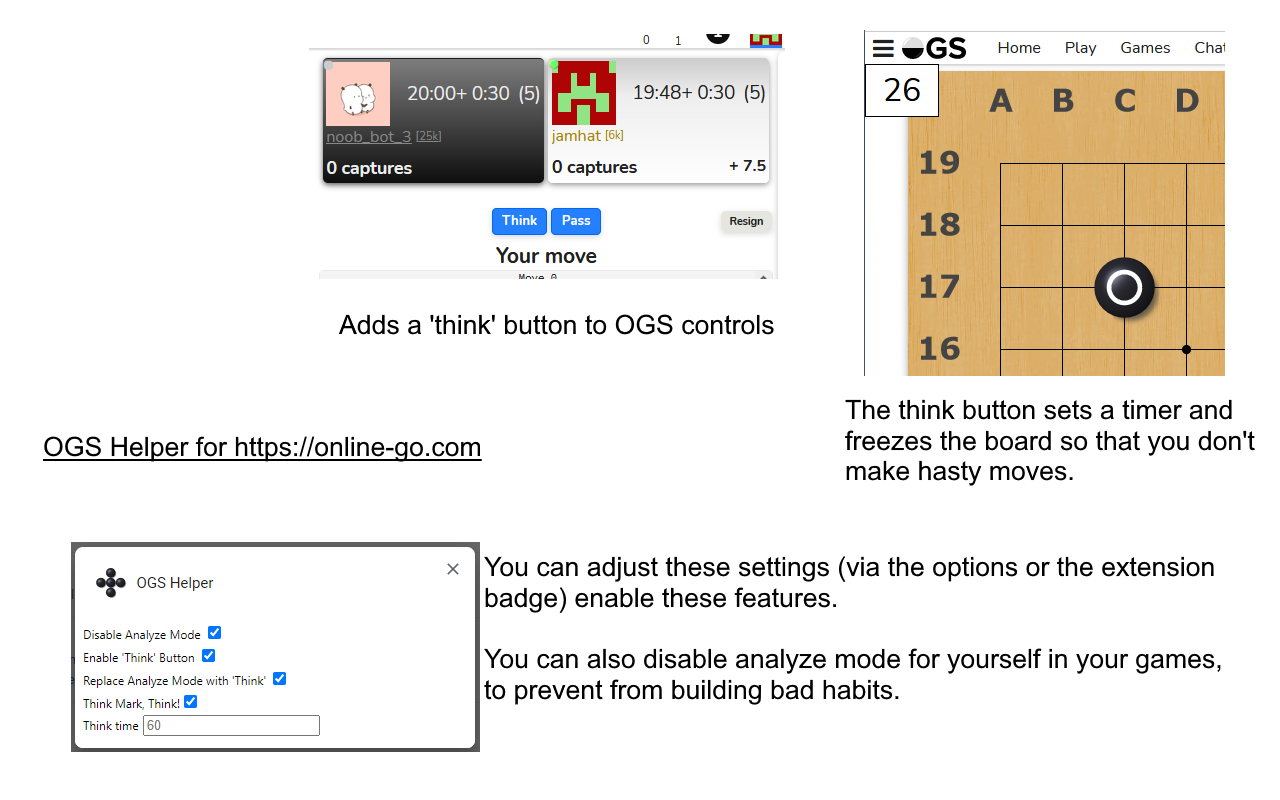 0 1
20:00+ 0:30 (5)
noob_bot_3 [25k]
0 captures
19:48+ 0:30 (5)
jamhat [6k]
0 captures
+ 7.5
Think
Pass
Resign
Your move
Move 0
Adds a 'think' button to OGS controls
OGS
Home Play Games Chat
26
A B C D
19
18
17
16
The think button sets a timer and
freezes the board so that you don't
make hasty moves.
OGS Helper for https://online-go.com
OGS Helper
Disable Analyze Mode
Enable 'Think' Button
Replace Analyze Mode with 'Think'
Think Mark, Think!
Think time 60
You can adjust these settings (via the options or the extension
badge) enable these features.
You can also disable analyze mode for yourself in your games,
to prevent from building bad habits.